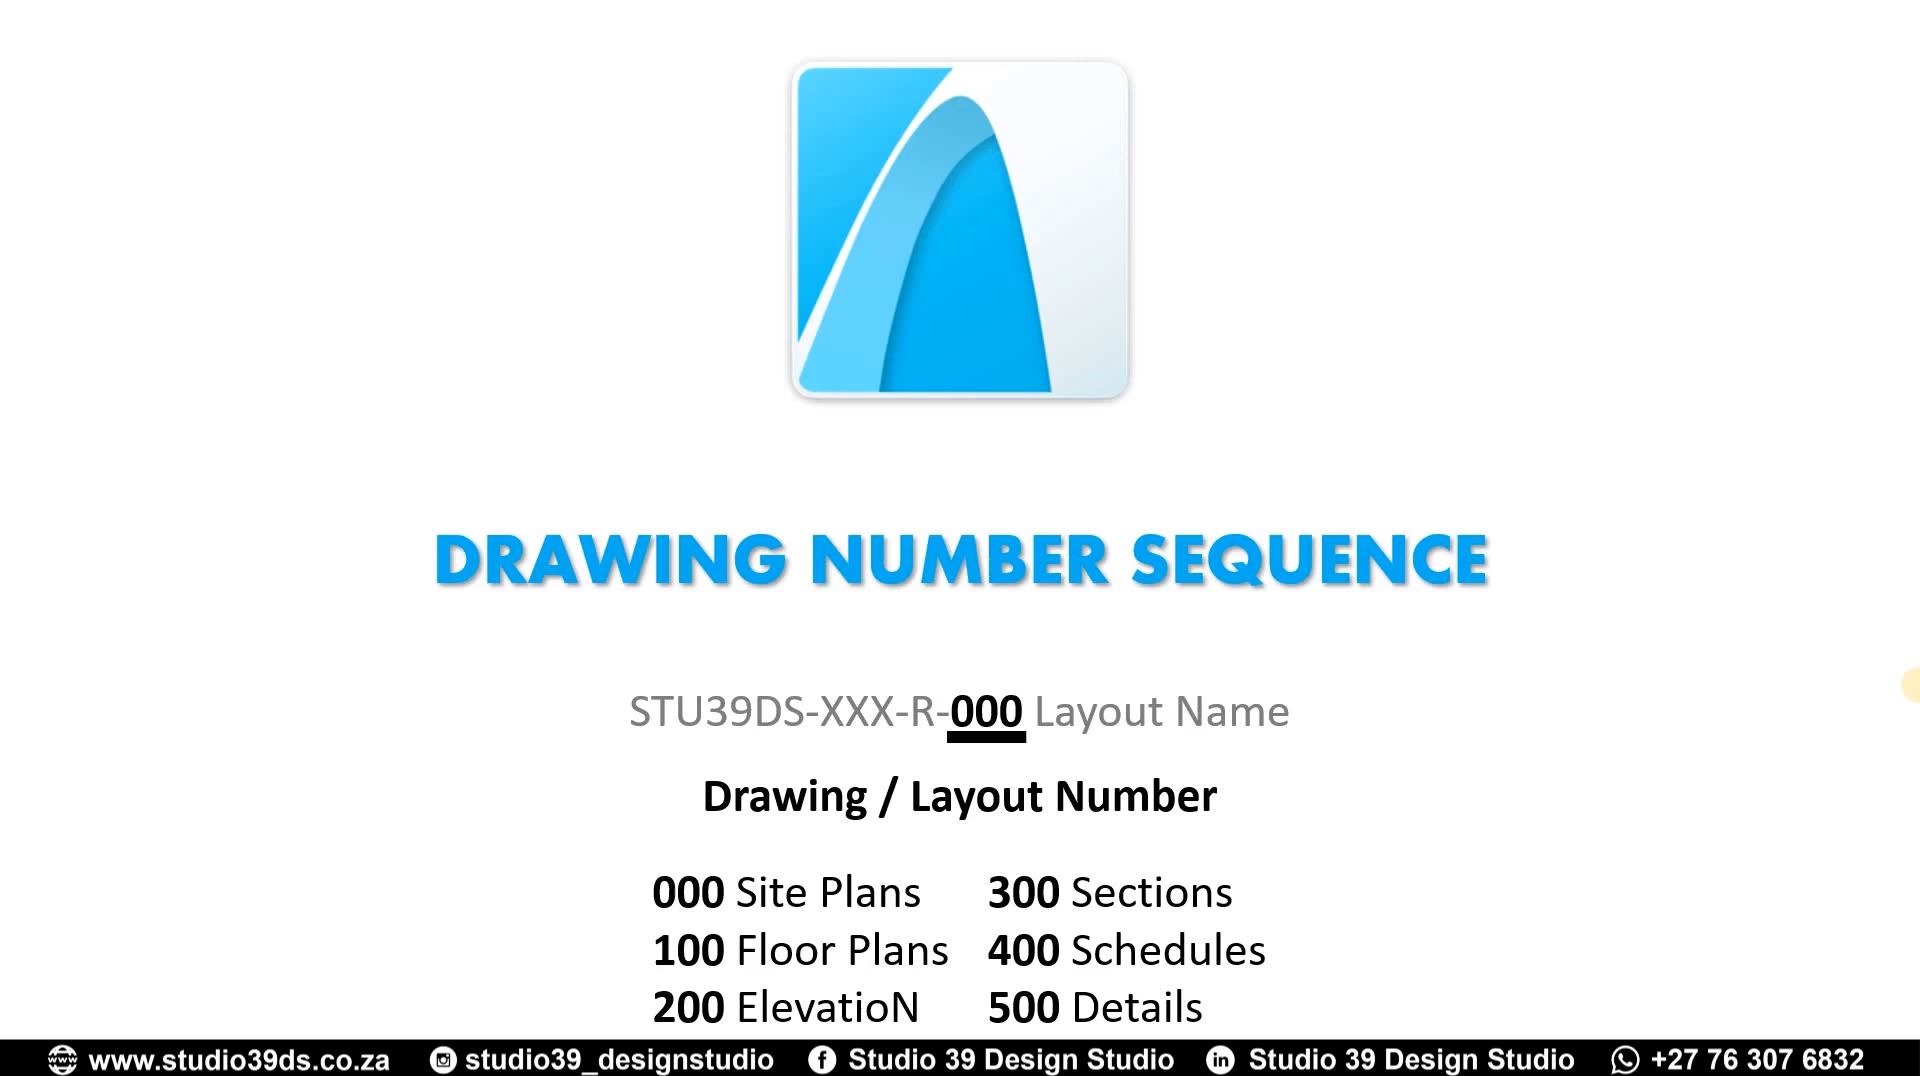 DRAWING NUMBER SEQUENCE
STU39DS-XXX-R-000 Layout Name
Drawing / Layout Number
000 Site Plans
100 Floor Plans
200 ElevatioN
300 Sections
400 Schedules
500 Details
www.studio39ds.co.za studio39_designstudio Studio 39 Design Studio Studio 39 Design Studio +27 76 307 6832